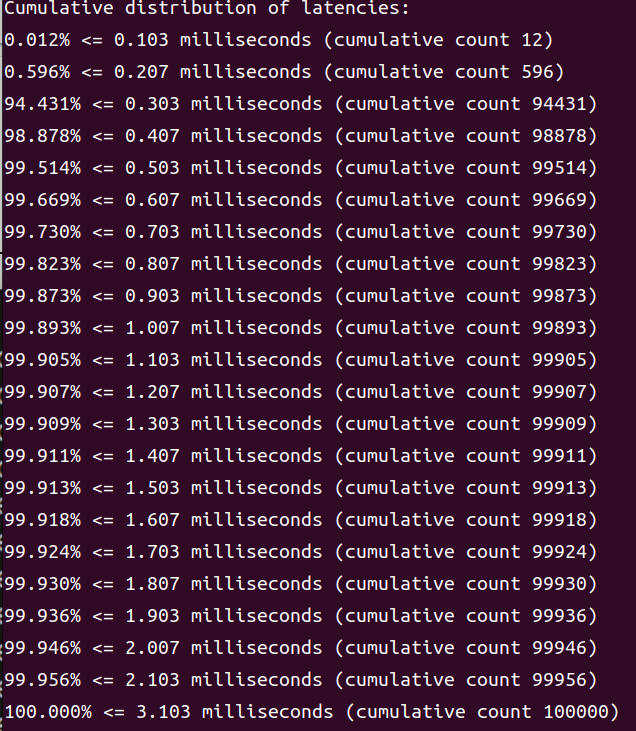 Cumulative distribution of latencies:
0.012% <= 0.103 milliseconds (cumulative count 12)
0.596% <= 0.207 milliseconds (cumulative count 596)
94.431% <= 0.303 milliseconds (cumulative count 94431)
98.878% <= 0.407 milliseconds (cumulative count 98878)
99.514% <= 0.503 milliseconds (cumulative count 99514)
99.669% <= 0.607 milliseconds (cumulative count 99669)
99.730% <= 0.703 milliseconds (cumulative count 99730)
99.823% <= 0.807 milliseconds (cumulative count 99823)
99.873% <= 0.903 milliseconds (cumulative count 99873)
99.893% <= 1.007 milliseconds (cumulative count 99893)
99.905% <= 1.103 milliseconds (cumulative count 99905)
99.907% <= 1.207 milliseconds (cumulative count 99907)
99.909% <= 1.303 milliseconds (cumulative count 99909)
99.911% <= 1.407 milliseconds (cumulative count 99911)
99.913% <= 1.503 milliseconds (cumulative count 99913)
99.918% <= 1.607 milliseconds (cumulative count 99918)
99.924% <= 1.703 milliseconds (cumulative count 99924)
99.930% <= 1.807 milliseconds (cumulative count 99930)
99.936% <= 1.903 milliseconds (cumulative count 99936)
99.946% <= 2.007 milliseconds (cumulative count 99946)
99.956% <= 2.103 milliseconds (cumulative count 99956)
100.000% <= 3.103 milliseconds (cumulative count 100000)